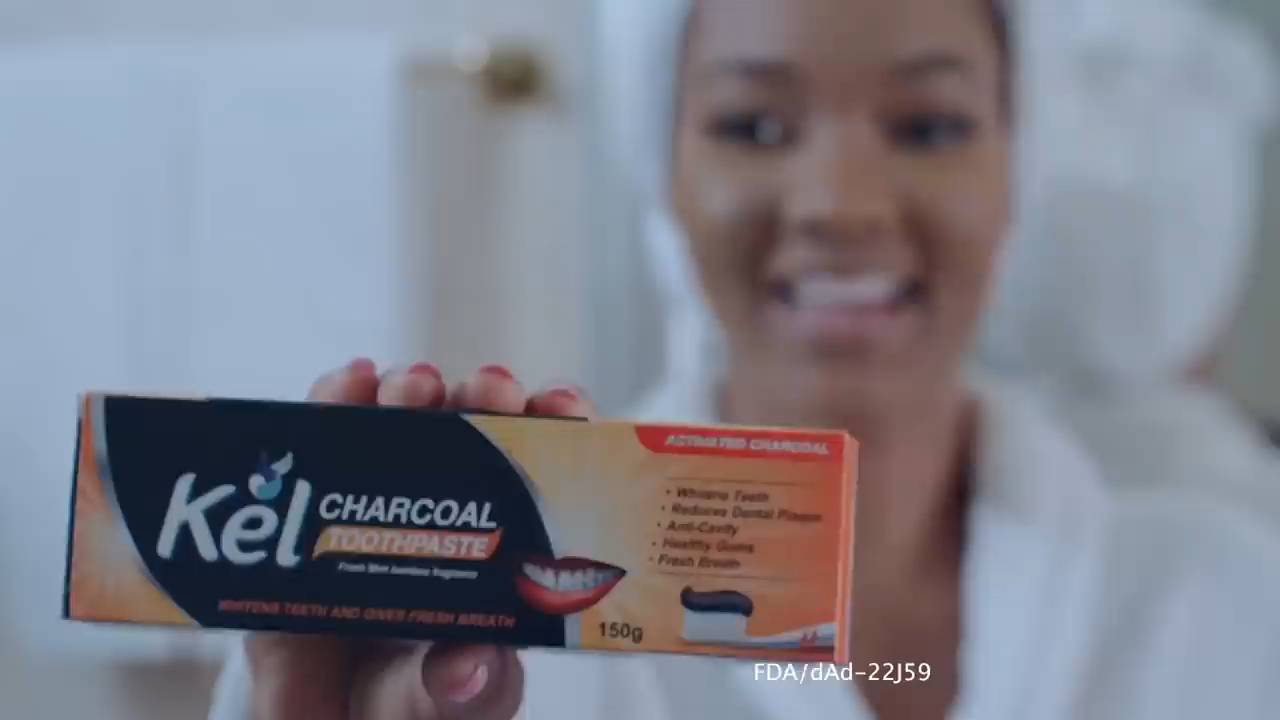 Kel
CHARCOAL
TOOTHPASTE
WHITENS TEETH AND GIVES FRESH BREATH
ACTIVATED CHARCOAL
• Whitens Teeth
• Reduces Dental Plaque
• Anti-Cavity
• Healthy Gums
• Fresh Breath
150g
FDA/dAd-22J59